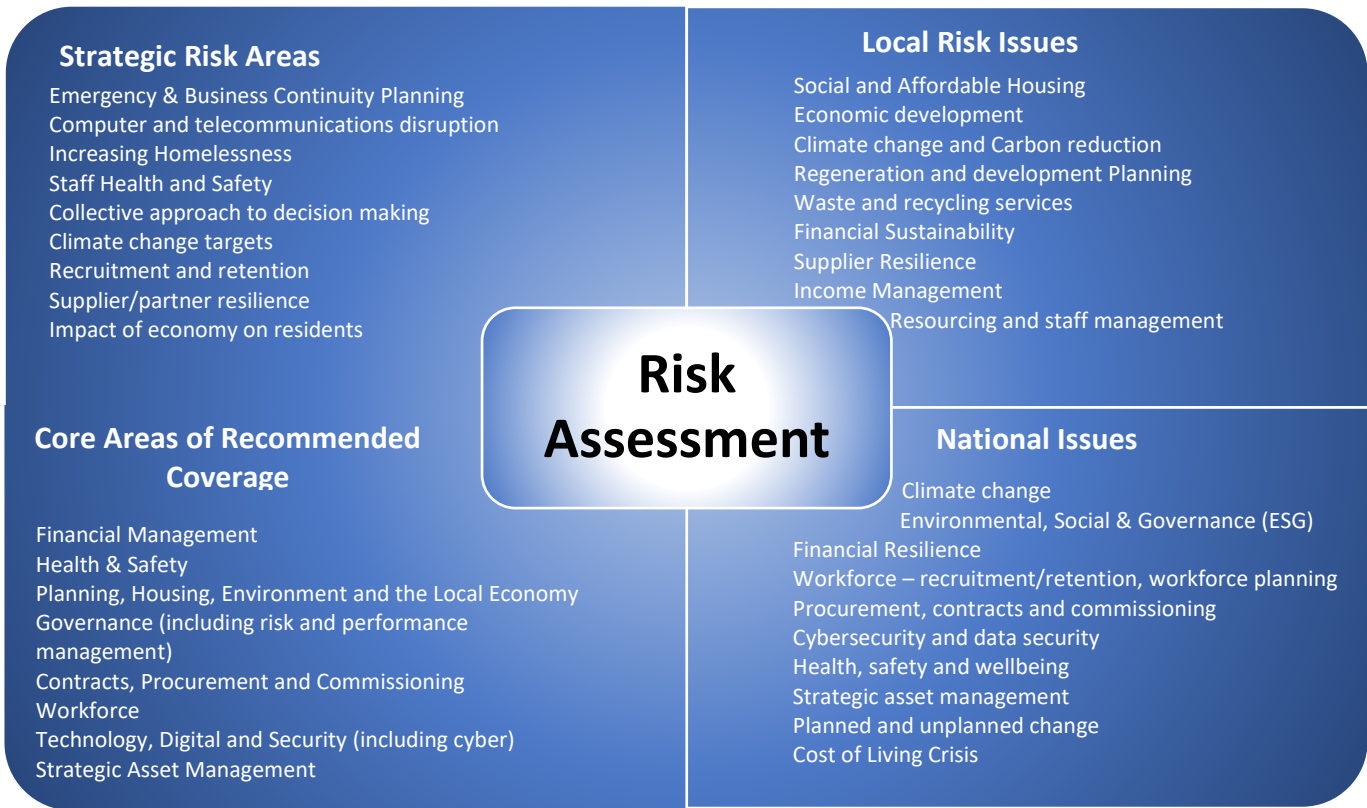 Strategic Risk Areas
Emergency & Business Continuity Planning
Computer and telecommunications disruption
Increasing Homelessness
Staff Health and Safety
Collective approach to decision making
Climate change targets
Recruitment and retention
Supplier/partner resilience
Impact of economy on residents
Local Risk Issues
Social and Affordable Housing
Economic development
Climate change and Carbon reduction
Regeneration and development Planning
Waste and recycling services
Financial Sustainability
Supplier Resilience
Income Management
Resourcing and staff management
Risk
Assessment
Core Areas of Recommended
Coverage
Financial Management
Health & Safety
Planning, Housing, Environment and the Local Economy
Governance (including risk and performance
management)
Contracts, Procurement and Commissioning
Workforce
Technology, Digital and Security (including cyber)
Strategic Asset Management
National Issues
Climate change
Environmental, Social & Governance (ESG)
Financial Resilience
Workforce – recruitment/retention, workforce planning
Procurement, contracts and commissioning
Cybersecurity and data security
Health, safety and wellbeing
Strategic asset management
Planned and unplanned change
Cost of Living Crisis